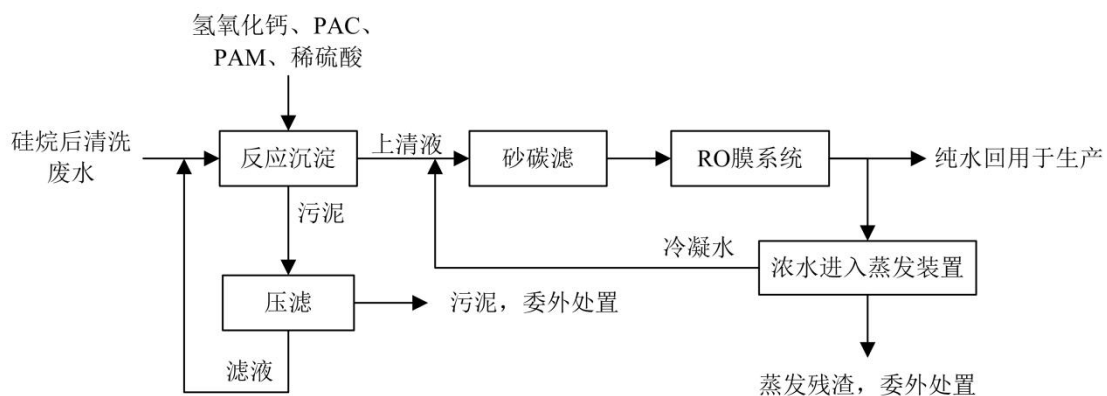 氢氧化钙、PAC、
PAM、稀硫酸
硅烷后清洗
废水
反应沉淀
上清液
砂碳滤
RO膜系统
纯水回用于生产
污泥
冷凝水
浓水进入蒸发装置
压滤
污泥，委外处置
滤液
蒸发残渣，委外处置